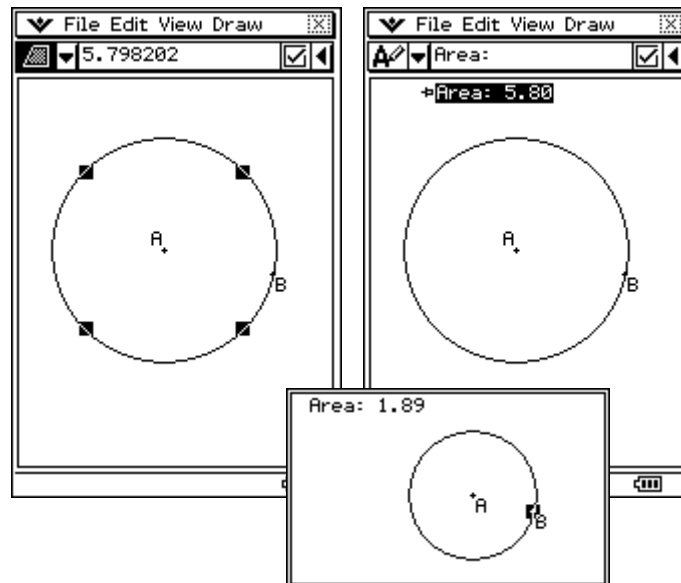 File Edit View Draw
5.798202
A
B
File Edit View Draw
Area:
Area: 5.80
A
B
Area: 1.89
A
B